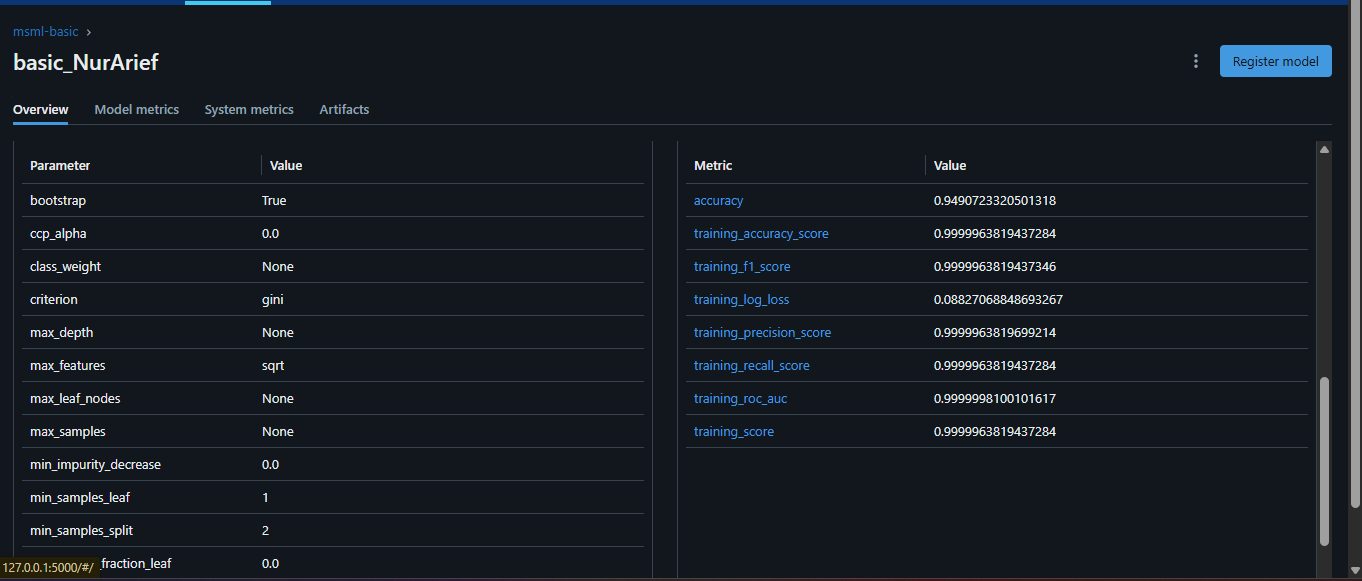 msml-basic
basic_NurArief
Register model
Overview Model metrics System metrics Artifacts
Parameter Value
bootstrap True
ccp_alpha 0.0
class_weight None
criterion gini
max_depth None
max_features sqrt
max_leaf_nodes None
max_samples None
min_impurity_decrease 0.0
min_samples_leaf 1
min_samples_split 2
_fraction_leaf 0.0
Metric Value
accuracy 0.9490723320501318
training_accuracy_score 0.9999963819437284
training_f1_score 0.9999963819437346
training_log_loss 0.08827068848693267
training_precision_score 0.9999963819699214
training_recall_score 0.9999963819437284
training_roc_auc 0.9999998100101617
training_score 0.9999963819437284
127.0.0.1:5000/#/